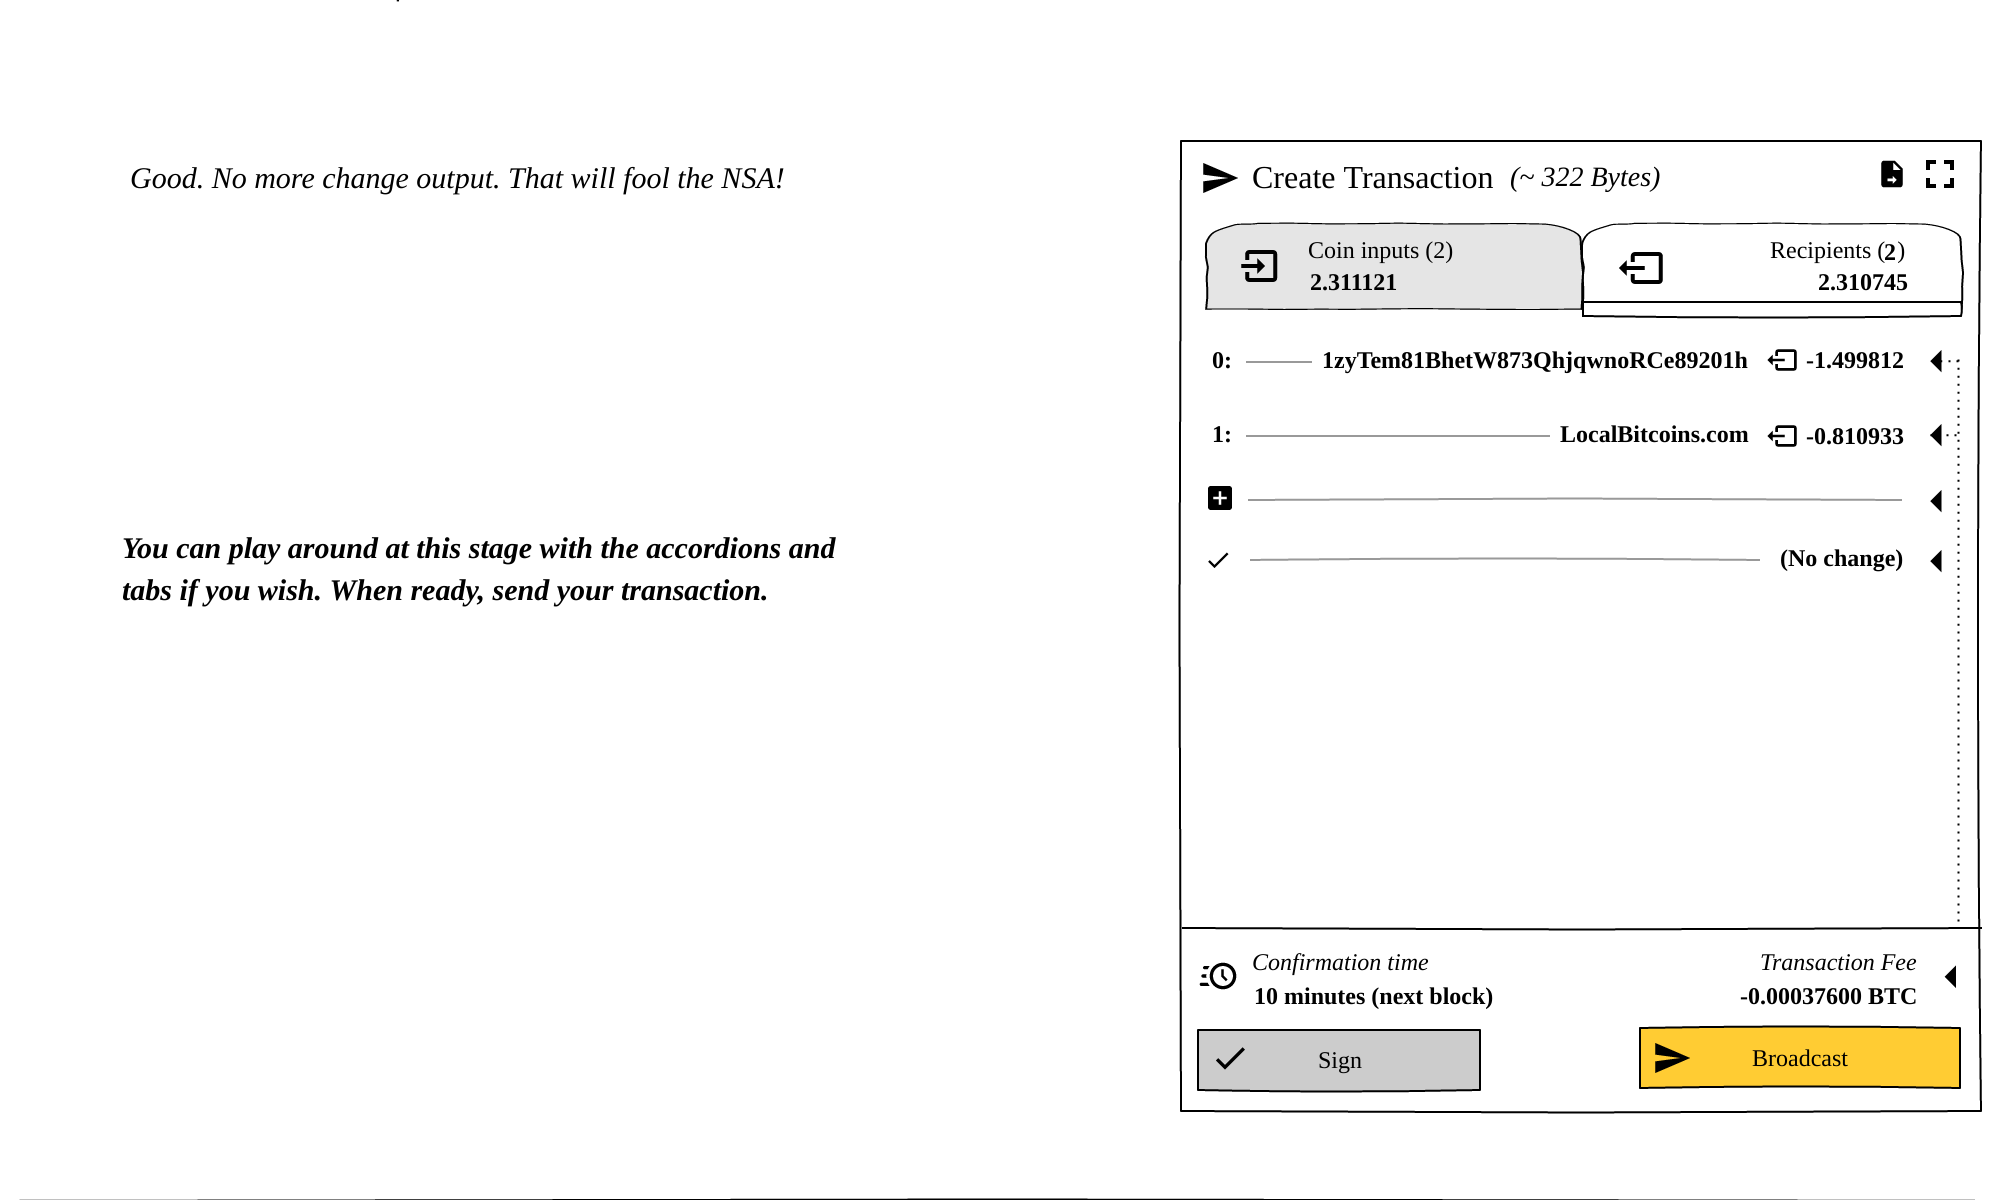 Good. No more change output. That will fool the NSA!
You can play around at this stage with the accordions and
tabs if you wish. When ready, send your transaction.
Create Transaction (~ 322 Bytes)
Coin inputs (2)
2.311121
Recipients (2)
2.310745
0: 1zyTem81BhetW873QhjqwnoRCe89201h -1.499812
1: LocalBitcoins.com -0.810933
(No change)
Confirmation time
10 minutes (next block)
Transaction Fee
-0.00037600 BTC
Sign
Broadcast